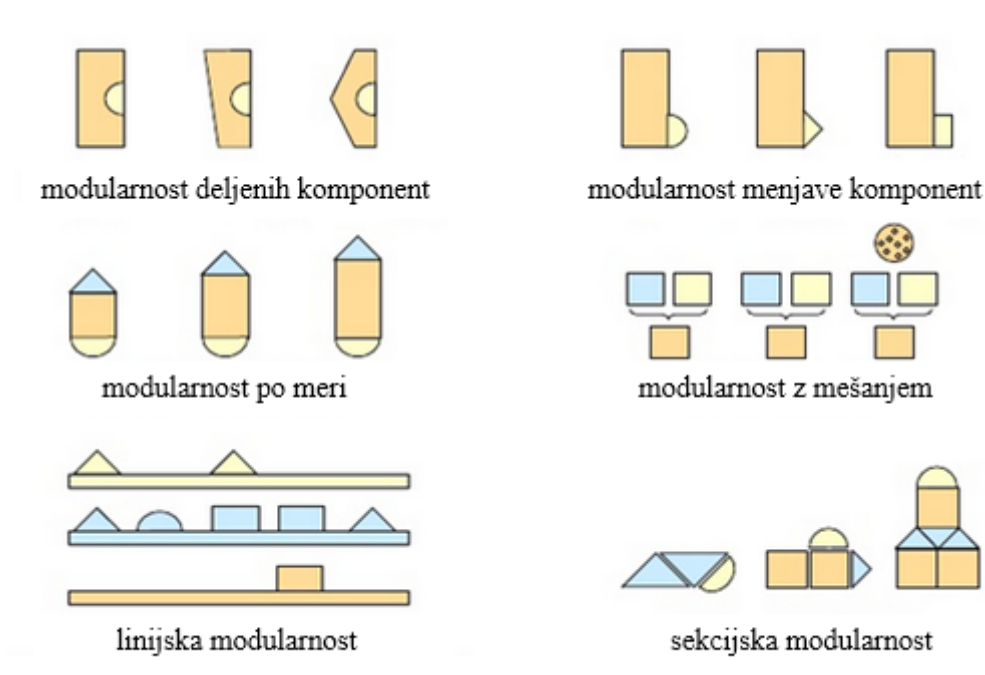 modularnost deljenih komponent
modularnost menjave komponent
modularnost po meri
modularnost z mešanjem
linijska modularnost
sekcijska modularnost